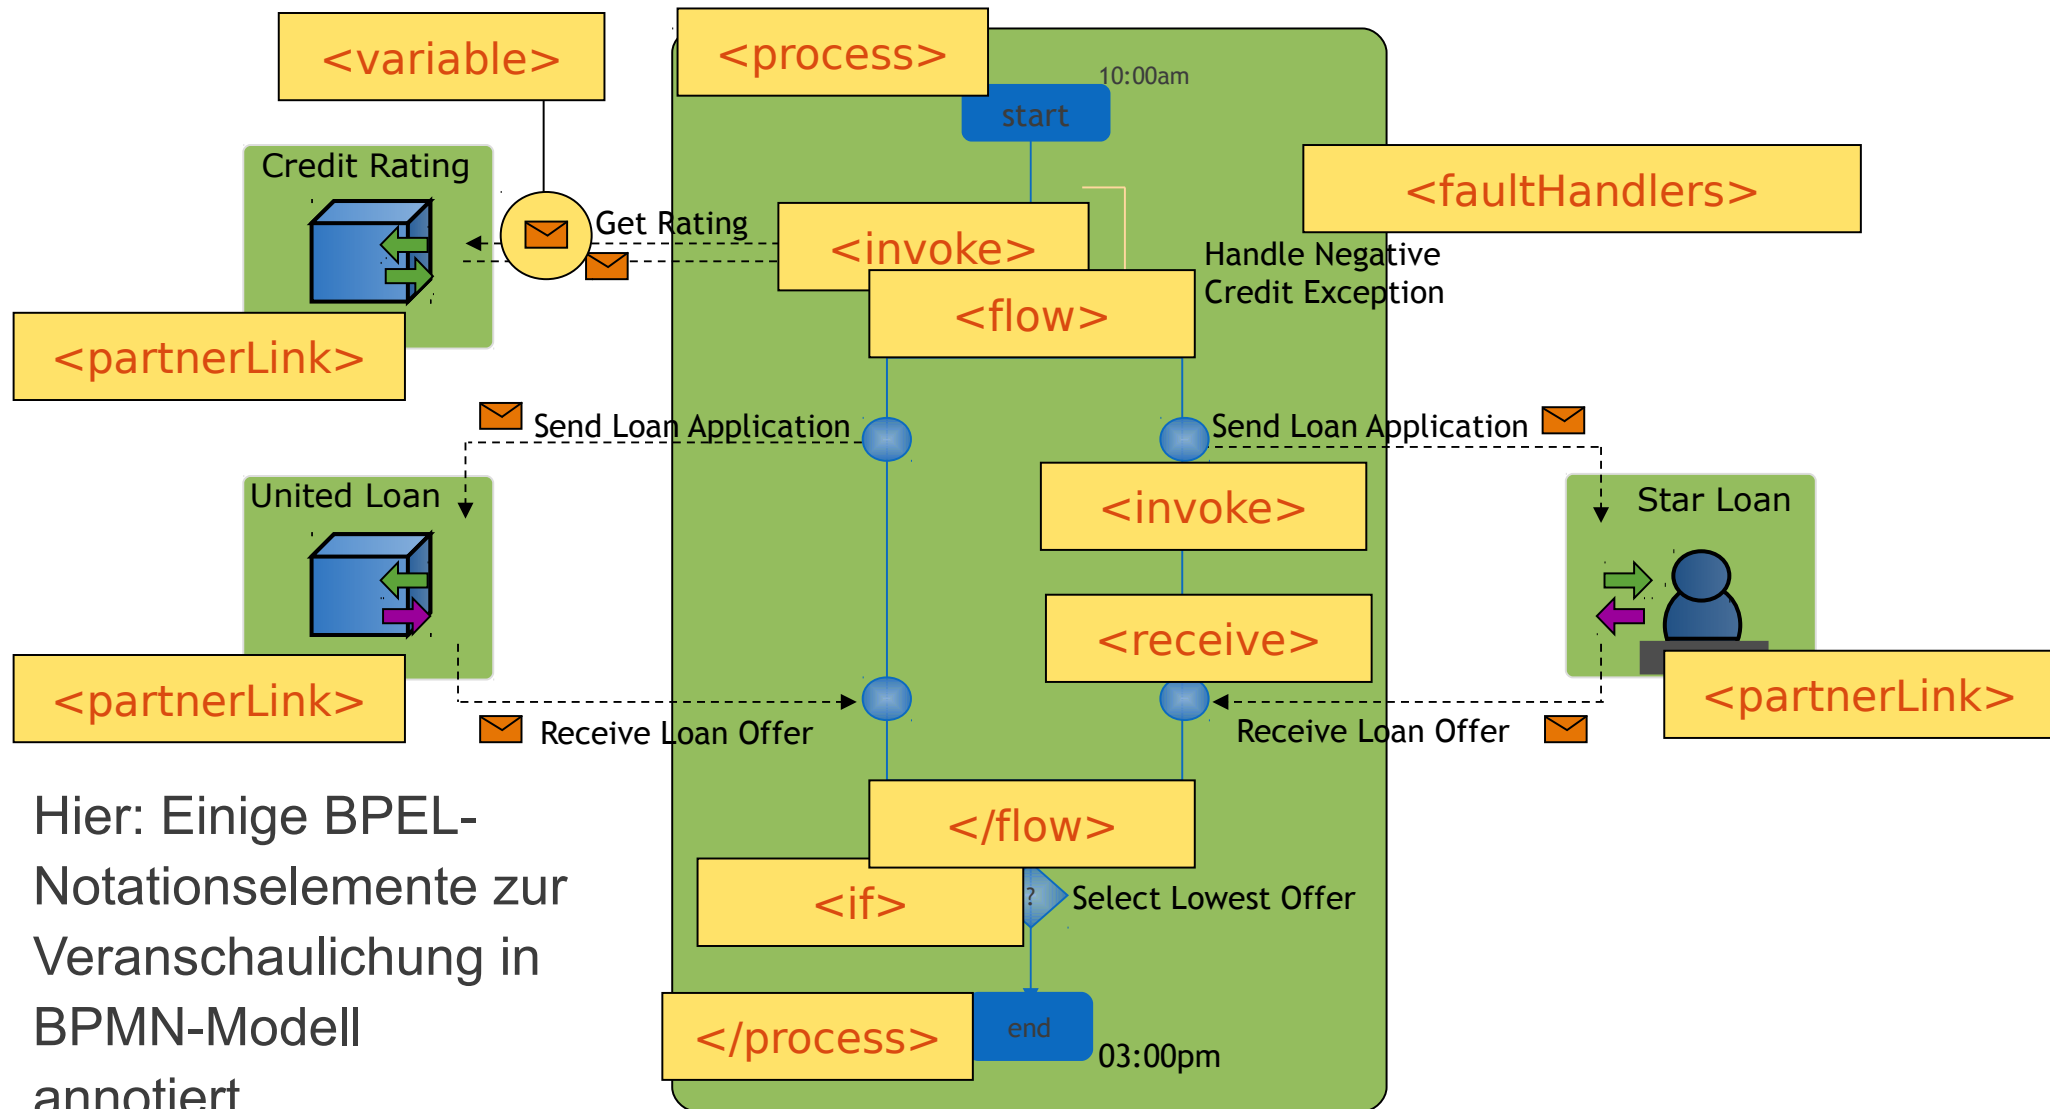 <variable>
<process>
10:00am
start
Credit Rating
<faultHandlers>
Get Rating
<invoke>
Handle Negative
Credit Exception
<flow>
<partnerLink>
Send Loan Application
Send Loan Application
United Loan
<invoke>
Star Loan
<receive>
<partnerLink>
<partnerLink>
Receive Loan Offer
Receive Loan Offer
Hier: Einige BPEL-
Notationselemente zur
Veranschaulichung in
BPMN-Modell
annotiert
</flow>
<if>
?
Select Lowest Offer
</process>
end
03:00pm